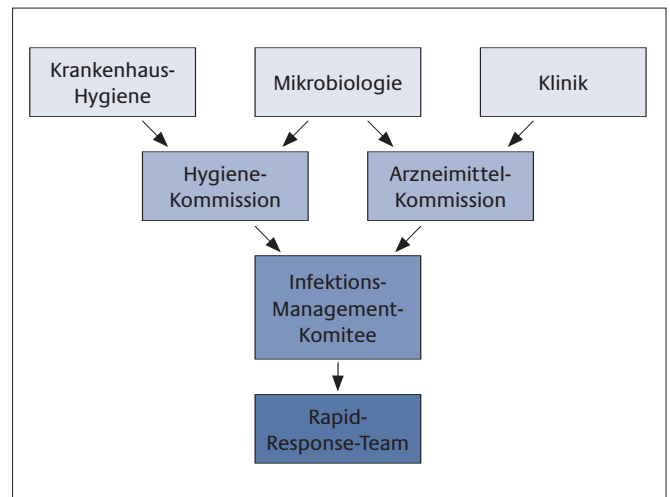 Krankenhaus-
Hygiene
Mikrobiologie
Klinik
Hygiene-
Kommission
Arzneimittel-
Kommission
Infektions-
Management-
Komitee
Rapid-
Response-Team